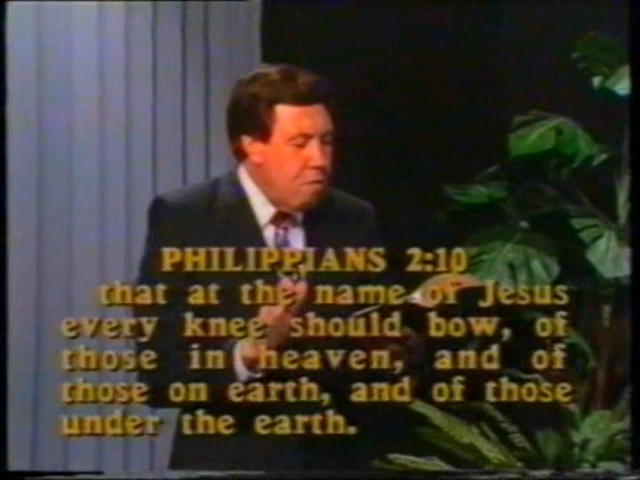 PHILIPPIANS 2:10
that at the name of Jesus
every knee should bow, of
those in heaven, and of
those on earth, and of those
under the earth.